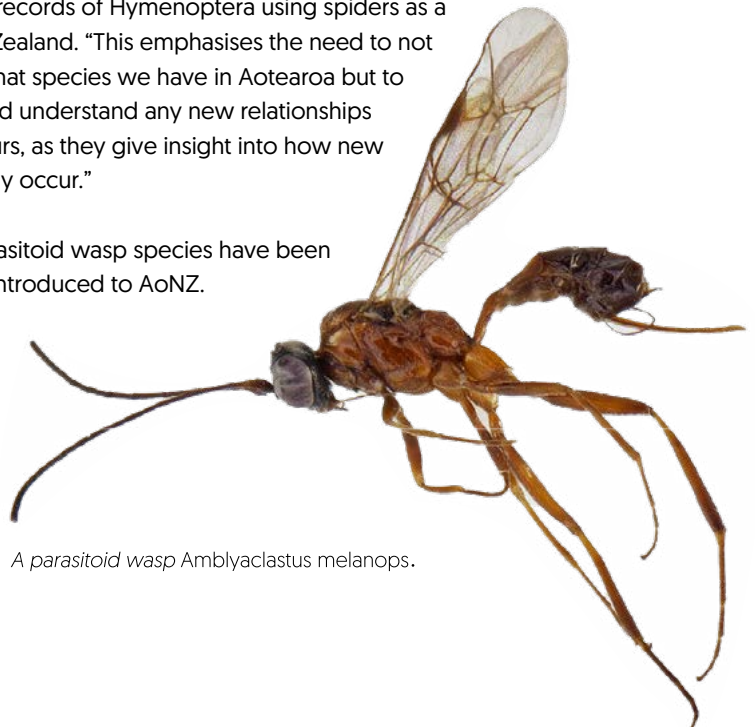 records of Hymenoptera using spiders as a
Zealand. “This emphasises the need to not
hat species we have in Aotearoa but to
d understand any new relationships
urs, as they give insight into how new
y occur.”
asitoid wasp species have been
ntroduced to AoNZ.
A parasitoid wasp Amblyaclastus melanops.